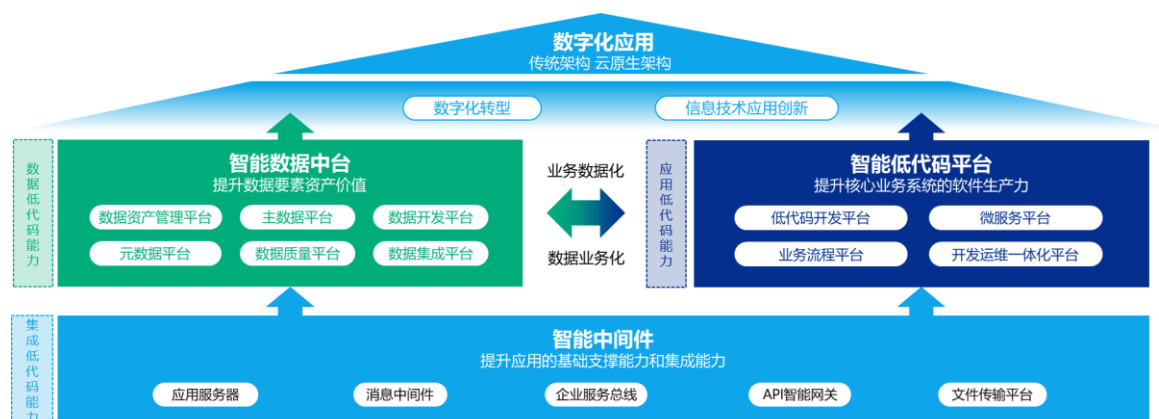 数字化应用
传统架构 云原生架构
数字化转型
信息技术应用创新
数据低代码能力
智能数据中台
提升数据要素资产价值
数据资产管理平台
主数据平台
数据开发平台
元数据平台
数据质量平台
数据集成平台
业务数据化
数据业务化
应用低代码能力
智能低代码平台
提升核心业务系统的软件生产力
低代码开发平台
微服务平台
业务流程平台
开发运维一体化平台
集成低代码能力
智能中间件
提升应用的基础支撑能力和集成能力
应用服务器
消息中间件
企业服务总线
API智能网关
文件传输平台